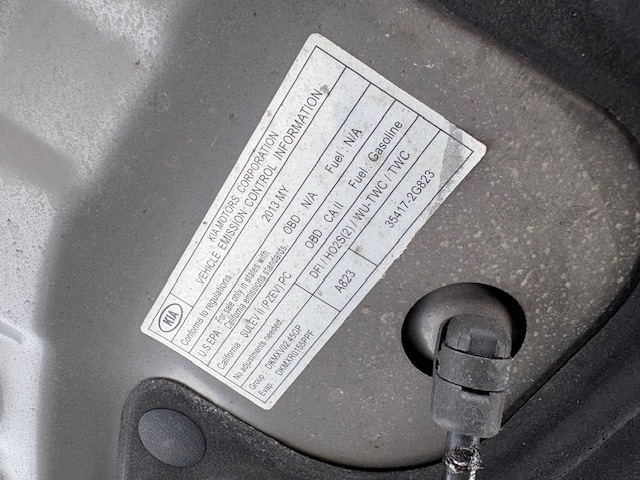 KIA
KIA MOTORS CORPORATION
VEHICLE EMISSION CONTROL INFORMATION
Conforms to regulations: 2013 MY
U.S.EPA : For sale only in states with California emissions standards. OBD : N/A Fuel : N/A
California : SULEV II (PZEV) PC OBD : CA II Fuel : Gasoline
No adjustments needed. DFI / HO2S(2) / WU-TWC / TWC
Group : DKMXV02.4SGP
Evap : DKMXR0155PPF
A823 35417-2G823